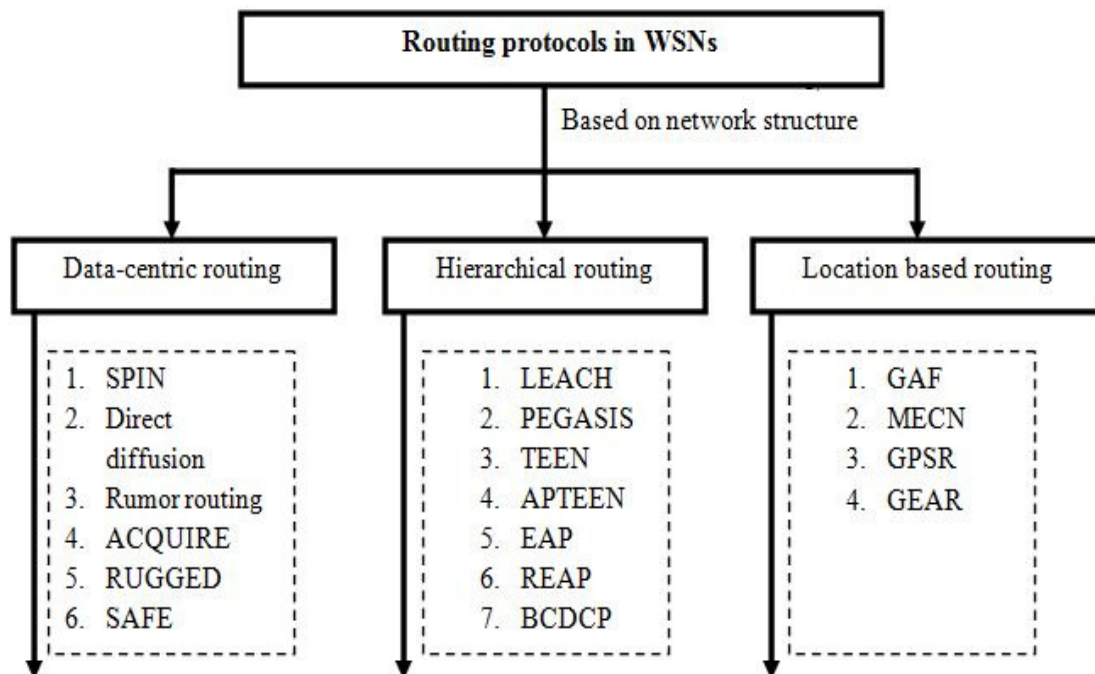 Routing protocols in WSNs
Based on network structure
Data-centric routing
Hierarchical routing
Location based routing
1. SPIN
2. Direct
diffusion
3. Rumor routing
4. ACQUIRE
5. RUGGED
6. SAFE
1. LEACH
2. PEGASIS
3. TEEN
4. APTEEN
5. EAP
6. REAP
7. BCDCP
1. GAF
2. MECN
3. GPSR
4. GEAR